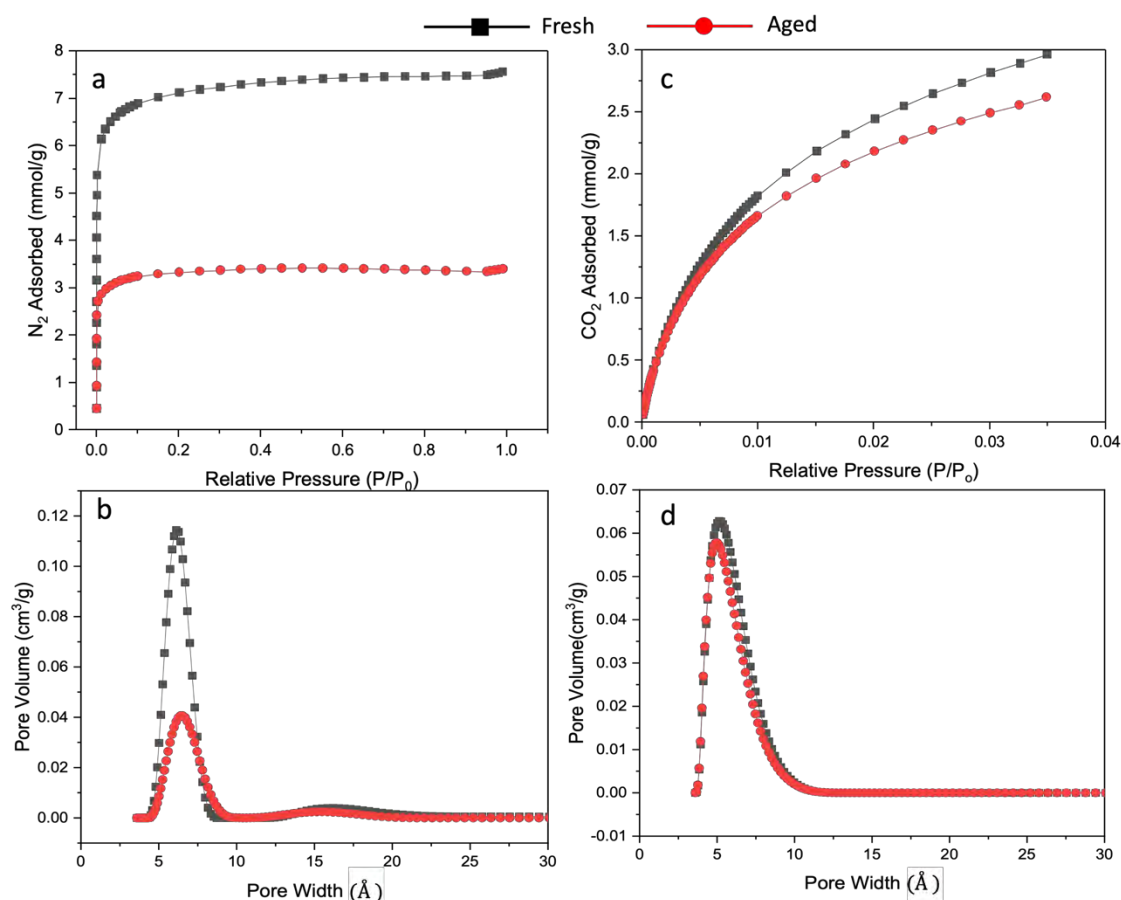 Fresh Aged
a
8
7
6
5
4
3
2
1
0
N₂ Adsorbed (mmol/g)
0.0 0.2 0.4 0.6 0.8 1.0
Relative Pressure (P/P₀)
c
3.0
2.5
2.0
1.5
1.0
0.5
0.0
CO₂ Adsorbed (mmol/g)
0.00 0.01 0.02 0.03 0.04
Relative Pressure (P/Pₒ)
b
0.12
0.10
0.08
0.06
0.04
0.02
0.00
Pore Volume (cm³/g)
0 5 10 15 20 25 30
Pore Width (Å)
d
0.07
0.06
0.05
0.04
0.03
0.02
0.01
0.00
-0.01
Pore Volume(cm³/g)
0 5 10 15 20 25 30
Pore Width (Å)